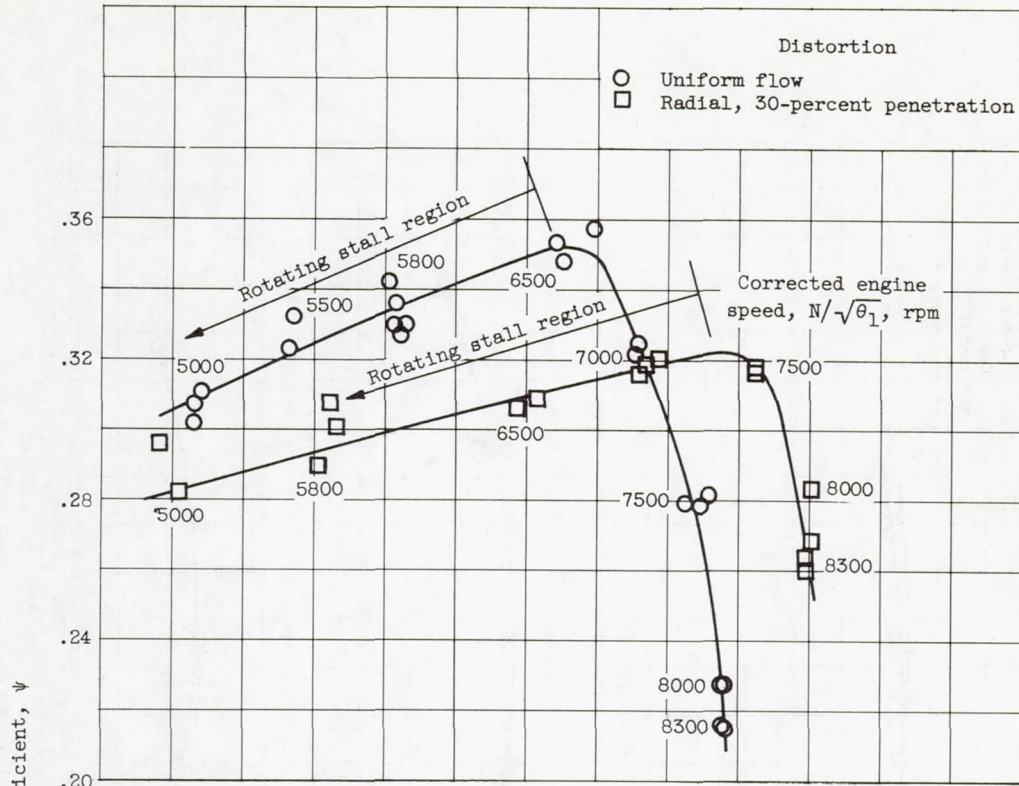 Distortion
Uniform flow
Radial, 30-percent penetration
.36
Rotating stall region
5800
6500
Corrected engine
speed, N/√θ₁, rpm
5500
Rotating stall region
.32
5000
7000
7500
6500
.28
5000
5800
7500
8000
8300
.24
8000
8300
.20
ψ